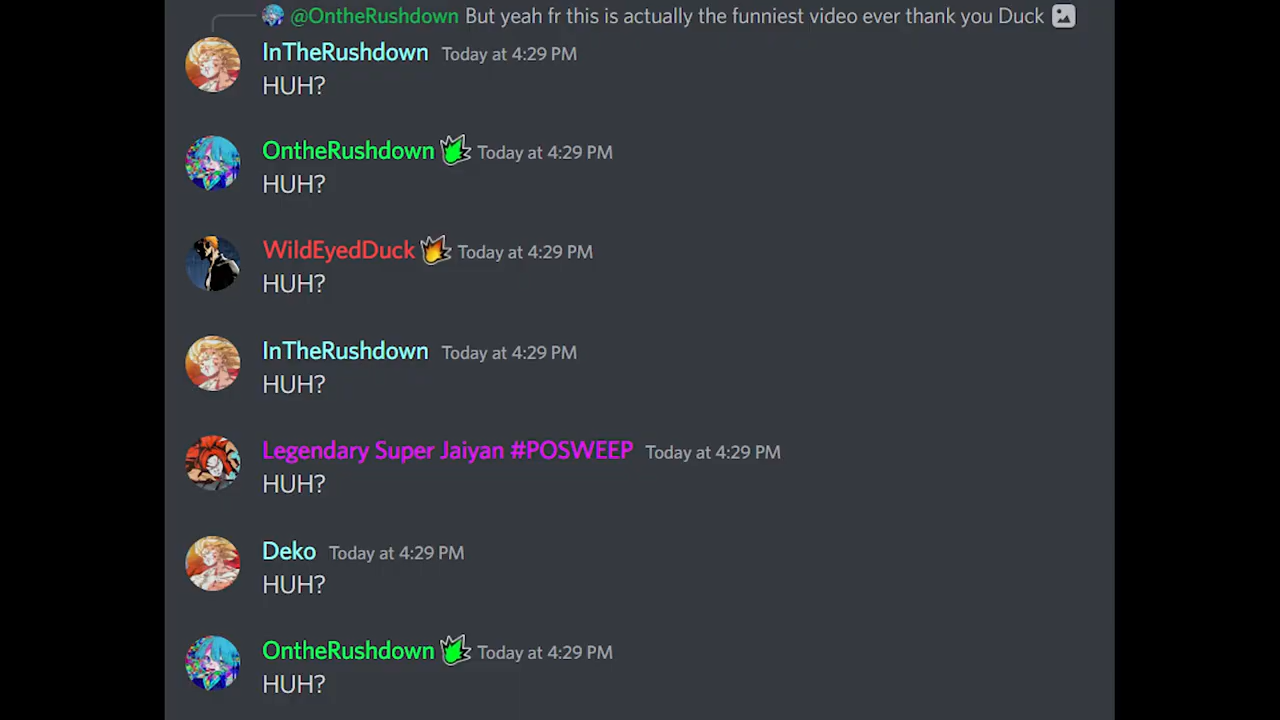 @OntheRushdown But yeah fr this is actually the funniest video ever thank you Duck
InTheRushdown Today at 4:29 PM
HUH?
OntheRushdown Today at 4:29 PM
HUH?
WildEyedDuck Today at 4:29 PM
HUH?
InTheRushdown Today at 4:29 PM
HUH?
Legendary Super Jaiyan #POSWEEP Today at 4:29 PM
HUH?
Deko Today at 4:29 PM
HUH?
OntheRushdown Today at 4:29 PM
HUH?